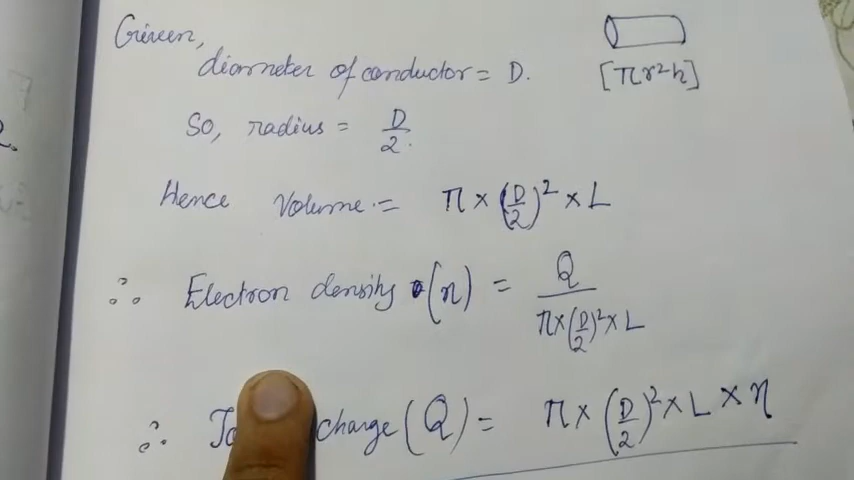 Given,
diameter of conductor = D.
[πr²h]
So, radius = D/2.
Hence Volume = π × (D/2)² × L
∴ Electron density (n) = Q / π×(D/2)²×L
∴ charge (Q) = π × (D/2)² × L × n